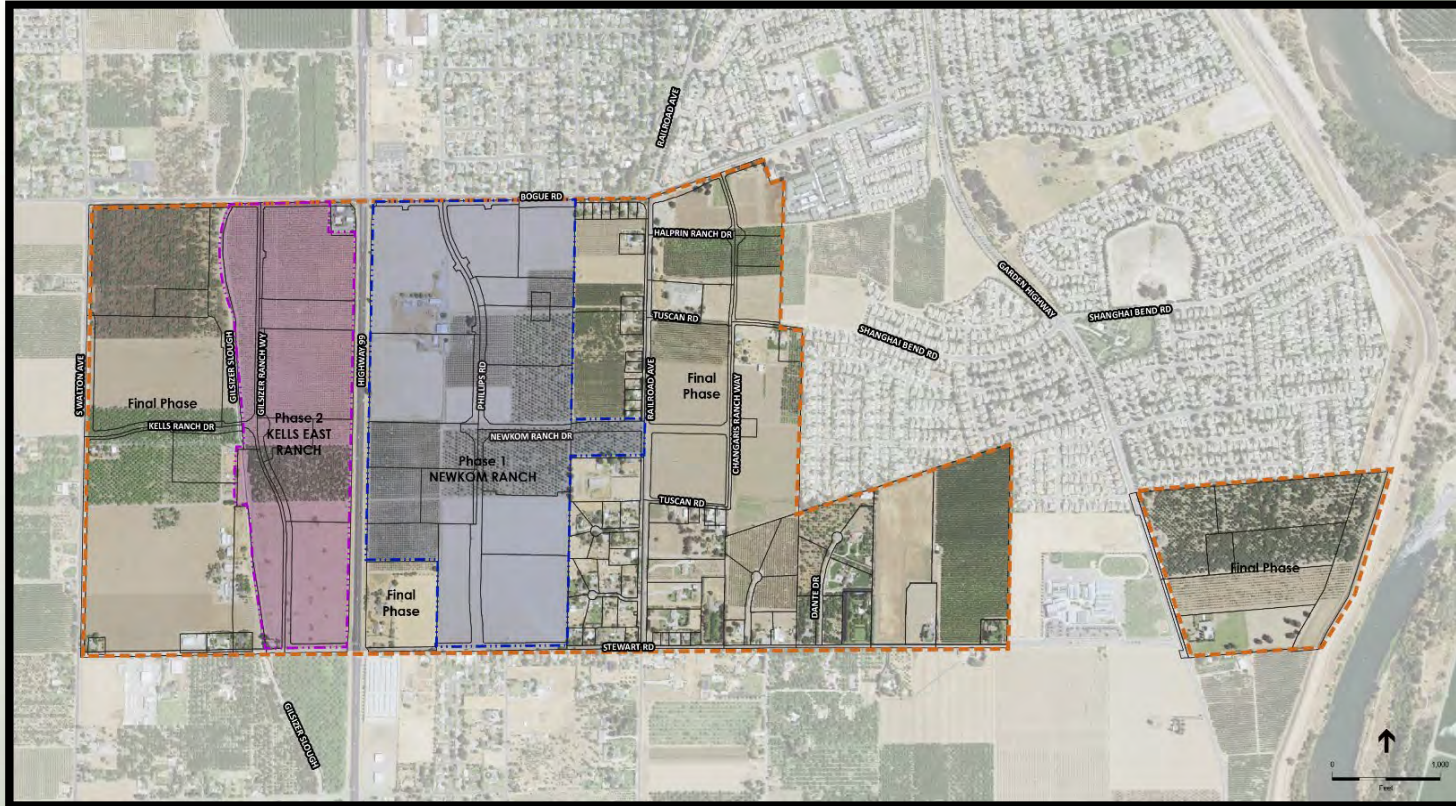 RAILROAD AVE
BOGUE RD
HALPRIN RANCH DR
GARDEN HIGHWAY
SHANGHAI BEND RD
TUSCAN RD
SHANGHAI BEND RD
S WALTON AVE
GILSIZER SLOUGH
GILSIZER RANCH WY
HIGHWAY 99
PHILLIPS RD
RAILROAD AVE
Final
Phase
CHANGARIS RANCH WAY
Final Phase
KELLS RANCH DR
Phase 2
KELLS EAST
RANCH
NEWKOM RANCH DR
Phase 1
NEWKOM RANCH
TUSCAN RD
Final Phase
Final
Phase
DANTE DR
STEWART RD
GILSIZER SLOUGH
0
1,000
Feet